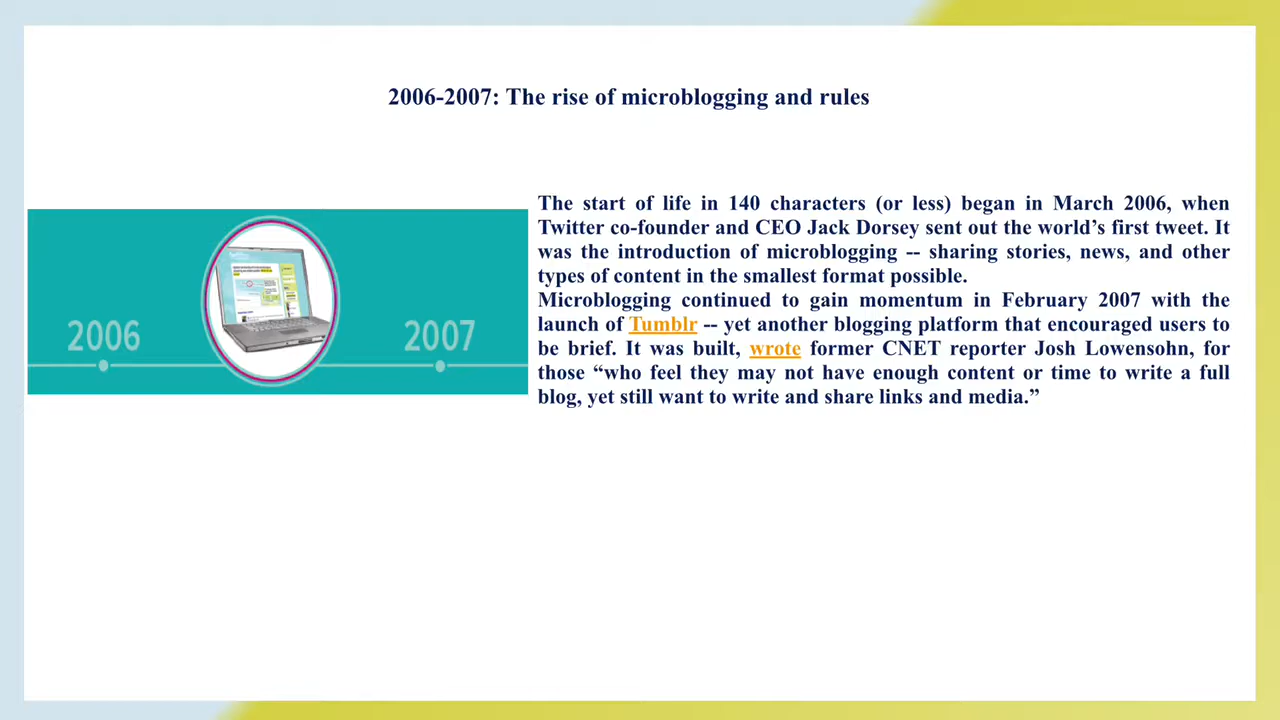 2006-2007: The rise of microblogging and rules
2006
2007
The start of life in 140 characters (or less) began in March 2006, when
Twitter co-founder and CEO Jack Dorsey sent out the world’s first tweet. It
was the introduction of microblogging -- sharing stories, news, and other
types of content in the smallest format possible.
Microblogging continued to gain momentum in February 2007 with the
launch of Tumblr -- yet another blogging platform that encouraged users to
be brief. It was built, wrote former CNET reporter Josh Lowensohn, for
those “who feel they may not have enough content or time to write a full
blog, yet still want to write and share links and media.”